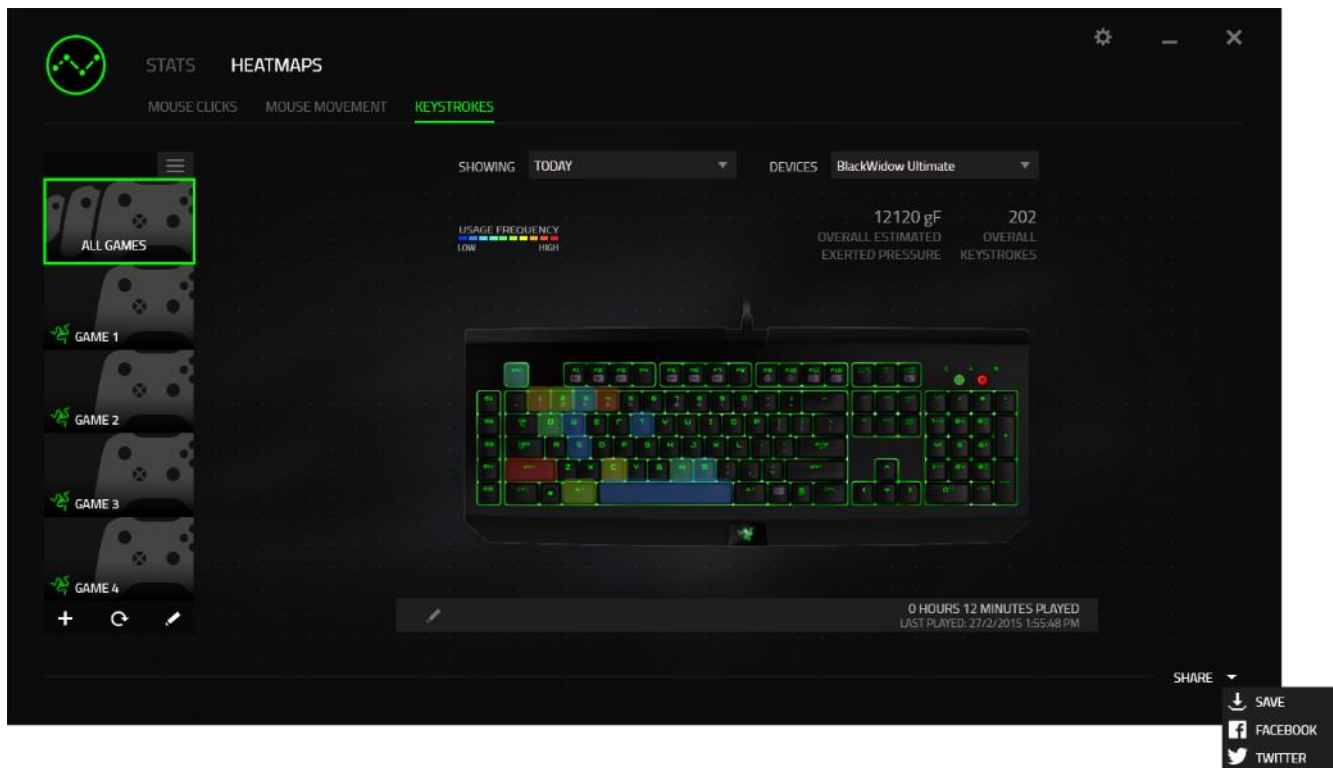 STATS HEATMAPS
MOUSE CLICKS MOUSE MOVEMENT KEYSTROKES
SHOWING TODAY DEVICES BlackWidow Ultimate
12120 gF 202
USAGE FREQUENCY
OVERALL ESTIMATED OVERALL
LOW HIGH
EXERTED PRESSURE KEYSTROKES
ALL GAMES
GAME 1
GAME 2
GAME 3
GAME 4
0 HOURS 12 MINUTES PLAYED
LAST PLAYED: 27/2/2015 1:55:48 PM
SHARE
SAVE
FACEBOOK
TWITTER